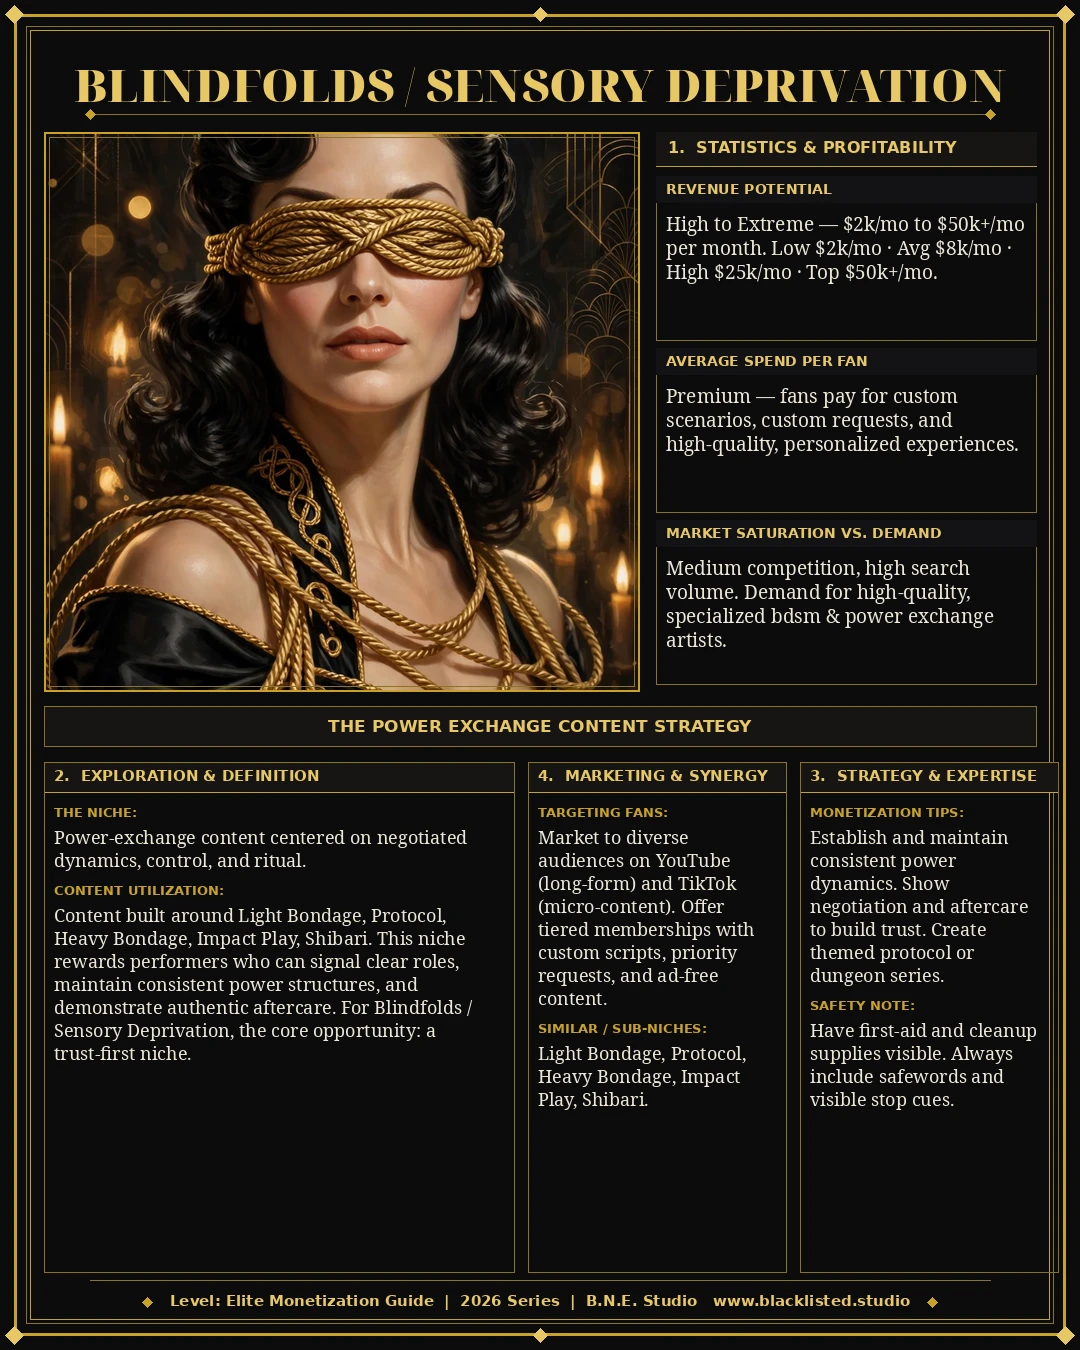 BLINDFOLDS / SENSORY DEPRIVATION
1. STATISTICS & PROFITABILITY
REVENUE POTENTIAL
High to Extreme — $2k/mo to $50k+/mo
per month. Low $2k/mo · Avg $8k/mo ·
High $25k/mo · Top $50k+/mo.
AVERAGE SPEND PER FAN
Premium — fans pay for custom
scenarios, custom requests, and
high-quality, personalized experiences.
MARKET SATURATION VS. DEMAND
Medium competition, high search
volume. Demand for high-quality,
specialized bdsm & power exchange
artists.
THE POWER EXCHANGE CONTENT STRATEGY
2. EXPLORATION & DEFINITION
THE NICHE:
Power-exchange content centered on negotiated
dynamics, control, and ritual.
CONTENT UTILIZATION:
Content built around Light Bondage, Protocol,
Heavy Bondage, Impact Play, Shibari. This niche
rewards performers who can signal clear roles,
maintain consistent power structures, and
demonstrate authentic aftercare. For Blindfolds /
Sensory Deprivation, the core opportunity: a
trust-first niche.
4. MARKETING & SYNERGY
TARGETING FANS:
Market to diverse
audiences on YouTube
(long-form) and TikTok
(micro-content). Offer
tiered memberships with
custom scripts, priority
requests, and ad-free
content.
SIMILAR / SUB-NICHES:
Light Bondage, Protocol,
Heavy Bondage, Impact
Play, Shibari.
3. STRATEGY & EXPERTISE
MONETIZATION TIPS:
Establish and maintain
consistent power
dynamics. Show
negotiation and aftercare
to build trust. Create
themed protocol or
dungeon series.
SAFETY NOTE:
Have first-aid and cleanup
supplies visible. Always
include safewords and
visible stop cues.
Level: Elite Monetization Guide | 2026 Series | B.N.E. Studio www.blacklisted.studio